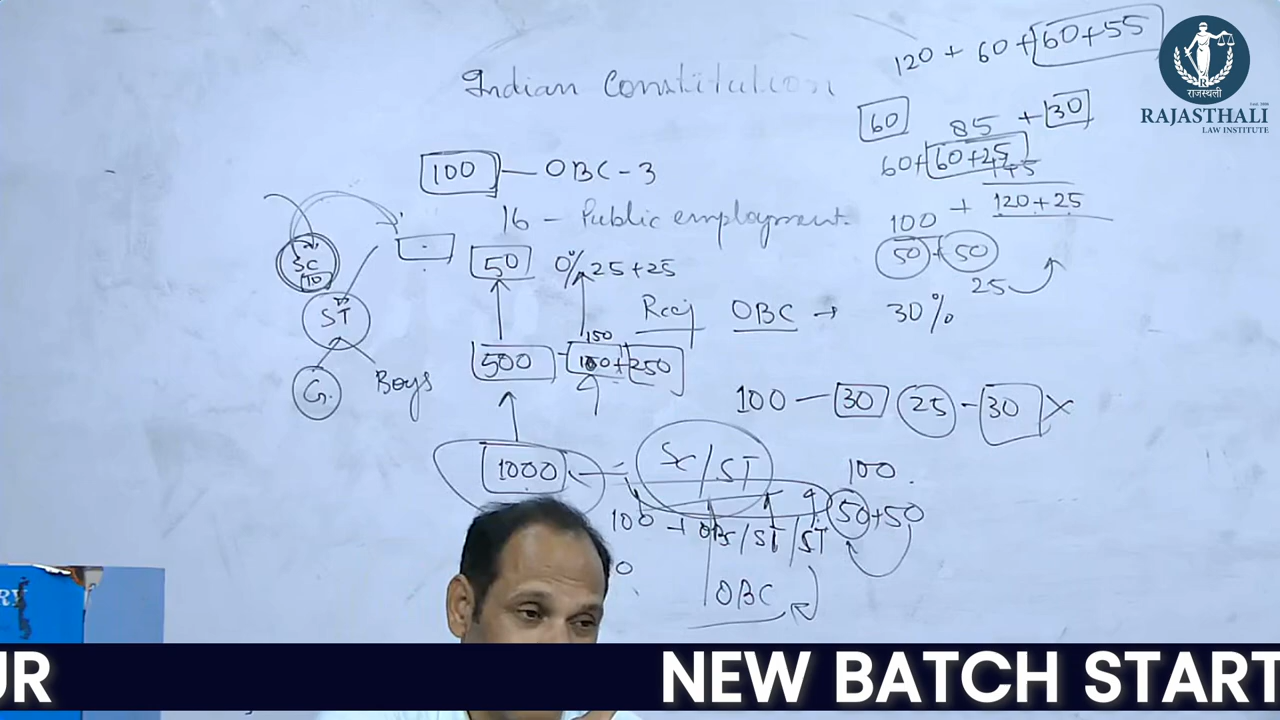 Indian Constitution
120 + 60 + 60+55
राजस्थली
RAJASTHALI
LAW INSTITUTE
60
85 + 30
60+ 60+25
100 — OBC-3
16 - Public employment.
100 + 120+25
50 + 50
25
SC
10
50 0% 25+25
ST
Raj OBC → 30%
150
500 - 100+250
G. Boys
100 — 30 25 - 30 X
1000
SC/ST
100
50+50
100 + OBC/ST/ST
OBC
UR
NEW BATCH START